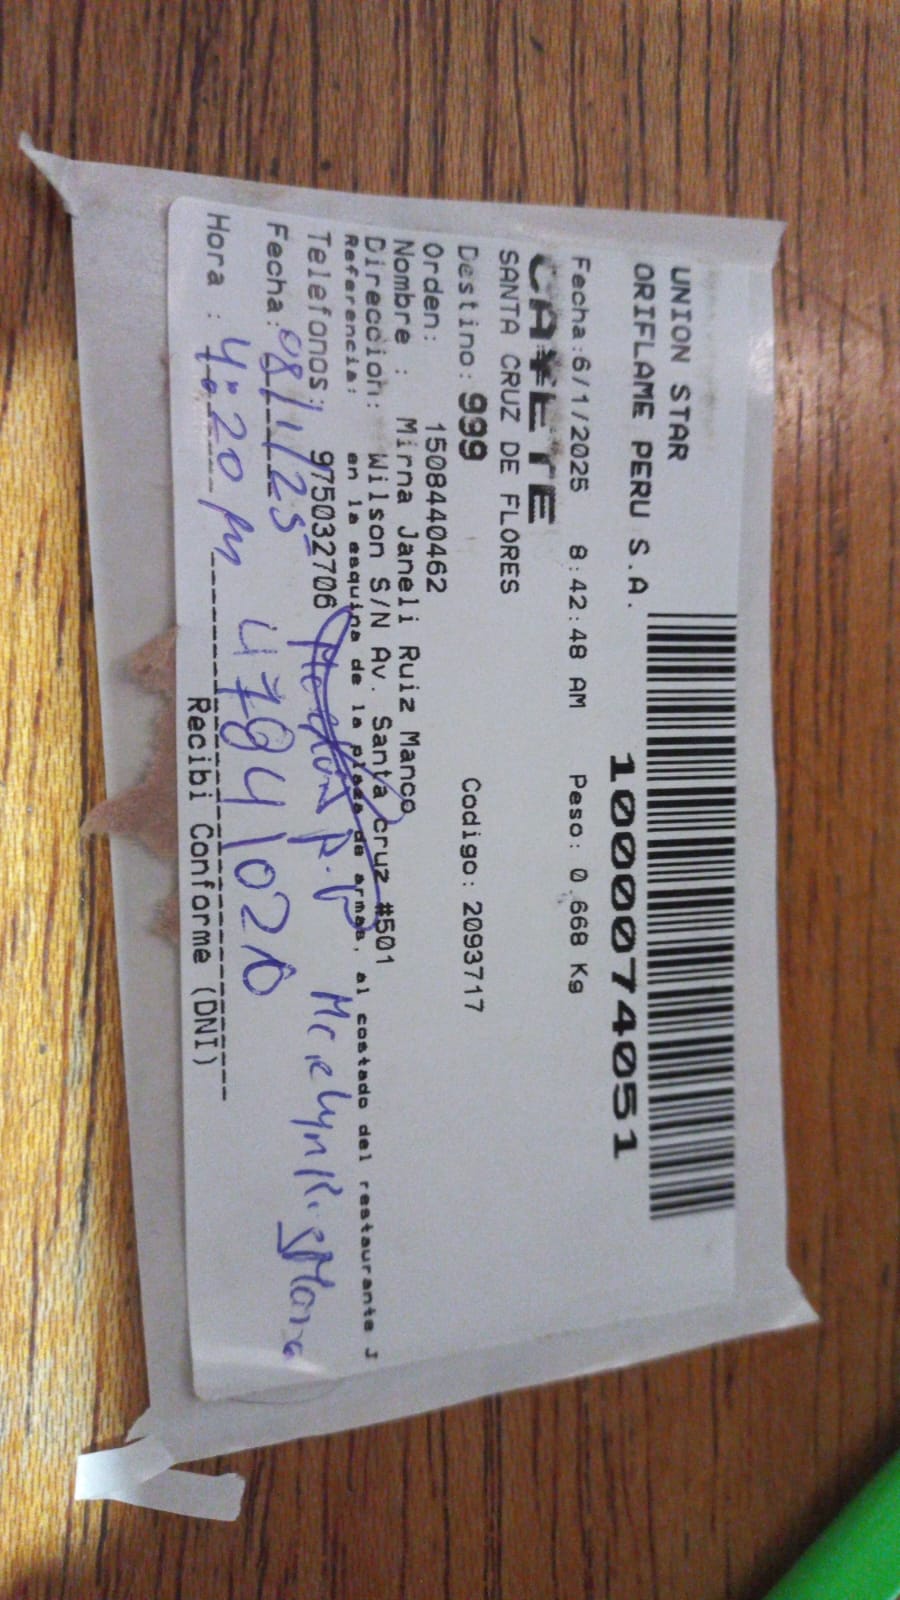 UNION STAR
ORIFLAME PERU S.A.
1000074051
Fecha:6/1/2025 8:42:48 AM Peso: 0.668 Kg
CAÑETE
SANTA CRUZ DE FLORES
Destino: 999 Codigo: 2093717
Orden: 1508440462
Nombre : Mirna Janeli Ruiz Manco
Direccion: Wilson S/N Av. Santa cruz #501
Referencia: en la esquina de la plaza de armas, al costado del restaurante J
Telefonos: 975032706
Fecha: 08/1/25
Hora : 4:20 pm 47841020
Recibi Conforme (DNI)